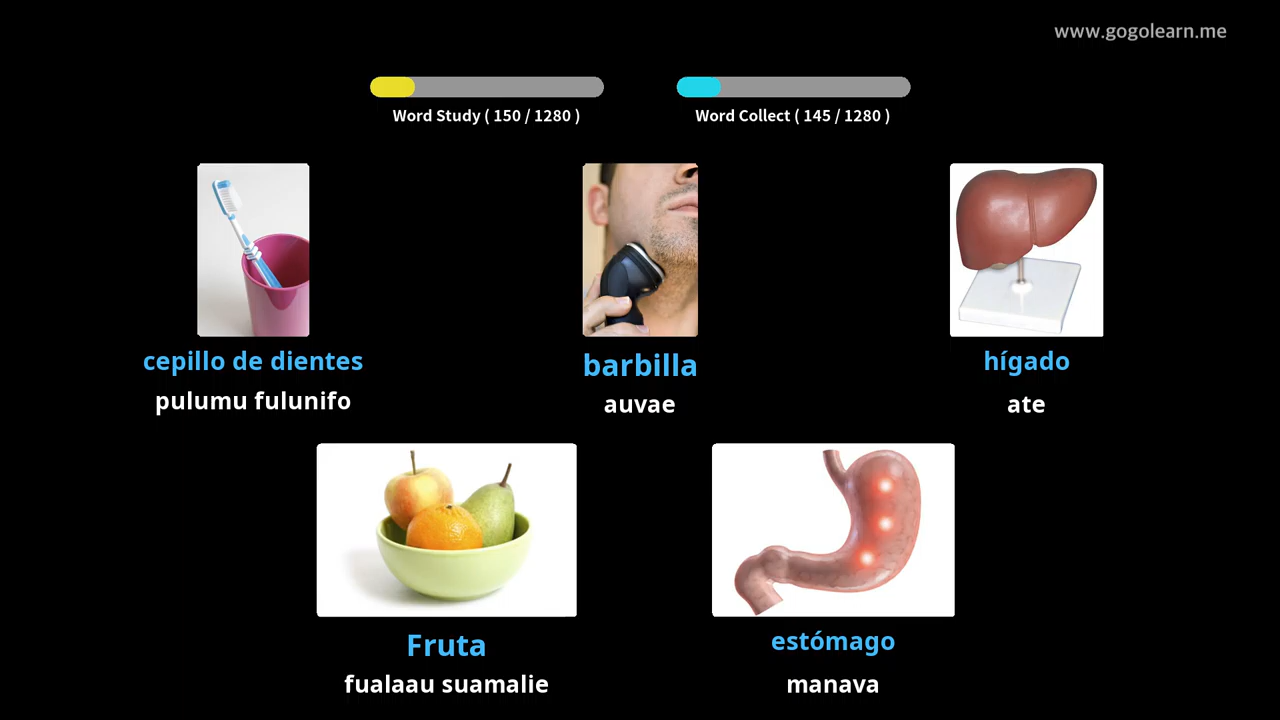 www.gogolearn.me
Word Study ( 150 / 1280 )
Word Collect ( 145 / 1280 )
cepillo de dientes
pulumu fulunifo
barbilla
auvae
hígado
ate
Fruta
fualaau suamalie
estómago
manava